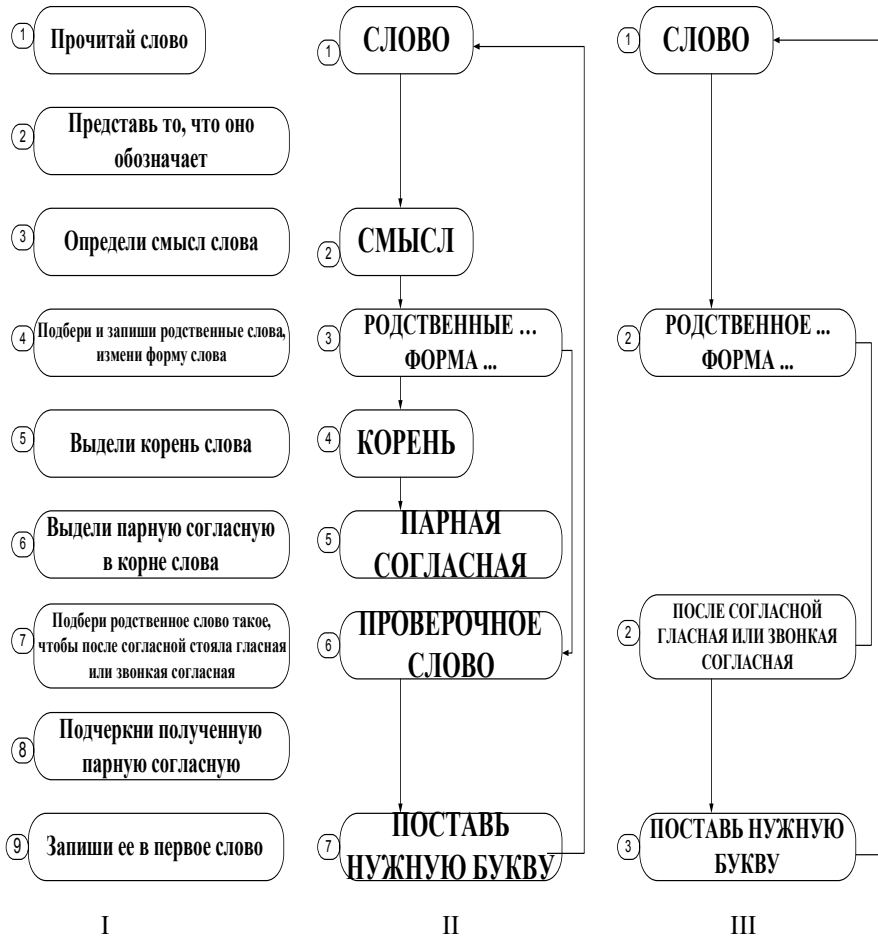 1
Прочитай слово
2
Представь то, что оно
обозначает
3
Определи смысл слова
4
Подбери и запиши родственные слова,
измени форму слова
5
Выдели корень слова
6
Выдели парную согласную
в корне слова
7
Подбери родственное слово такое,
чтобы после согласной стояла гласная
или звонкая согласная
8
Подчеркни полученную
парную согласную
9
Запиши ее в первое слово
I
1
СЛОВО
2
СМЫСЛ
3
РОДСТВЕННЫЕ ...
ФОРМА ...
4
КОРЕНЬ
5
ПАРНАЯ
СОГЛАСНАЯ
6
ПРОВЕРОЧНОЕ
СЛОВО
7
ПОСТАВЬ
НУЖНУЮ БУКВУ
II
1
СЛОВО
2
РОДСТВЕННОЕ ...
ФОРМА ...
2
ПОСЛЕ СОГЛАСНОЙ
ГЛАСНАЯ ИЛИ ЗВОНКАЯ
СОГЛАСНАЯ
3
ПОСТАВЬ НУЖНУЮ
БУКВУ
III